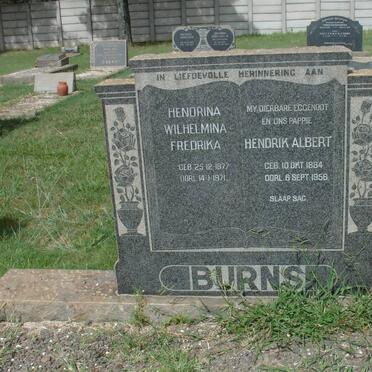 IN LIEFDEVOLLE HERINNERING AAN
HENDRINA
WILHELMINA
FREDRIKA
GEB. 25·12·1877
OORL. 14·1·1971
MY DIERBARE EGGENOOT
EN ONS PAPPIE
HENDRIK ALBERT
GEB. 10 OKT 1884
OORL. 6 SEPT 1956
SLAAP SAG
BURNS